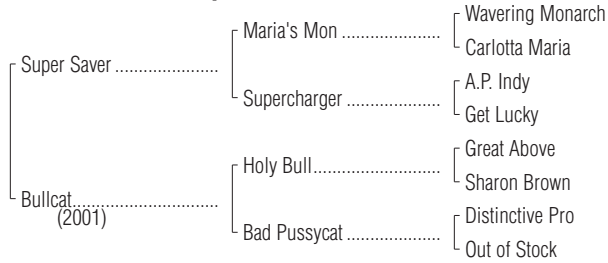 Wavering Monarch
Maria's Mon ....................
Carlotta Maria
Super Saver ......................
A.P. Indy
Supercharger ...................
Get Lucky
Great Above
Holy Bull..........................
Sharon Brown
Bullcat...............................
(2001)
Distinctive Pro
Bad Pussycat ...................
Out of Stock